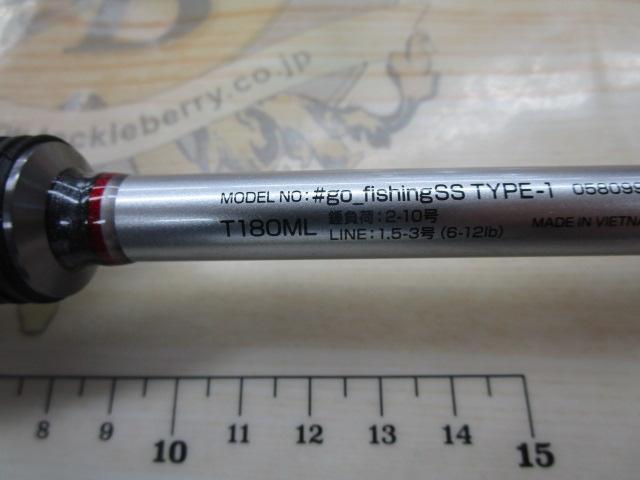 ackleberry.co.jp
MODEL NO: #go_fishingSS TYPE-1 058099
T180ML
錘負荷:2-10号
LINE:1.5-3号 (6-12lb)
MADE IN VIETNA
8 9 10 11 12 13 14 15